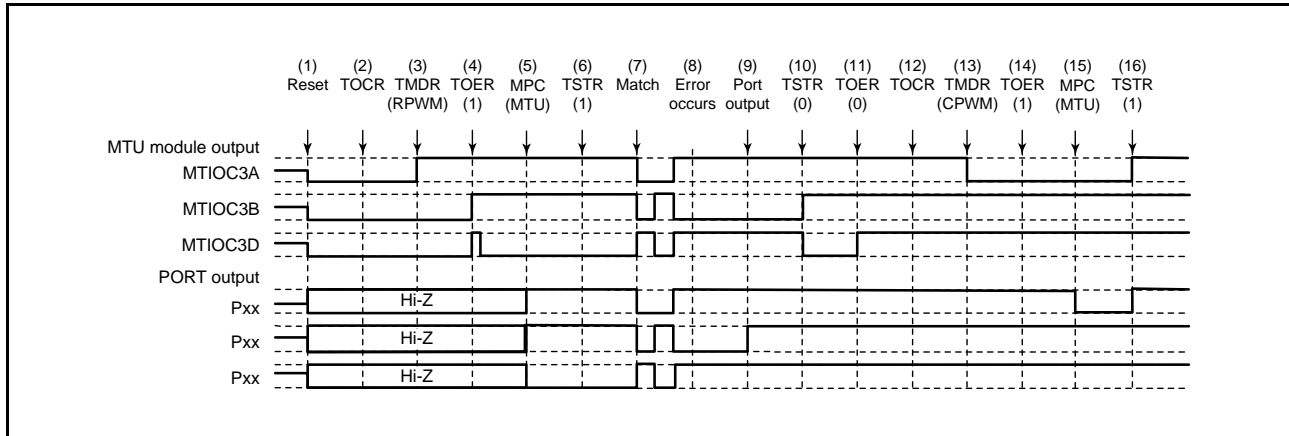 (1) (2) (3) (4) (5) (6) (7) (8) (9) (10) (11) (12) (13) (14) (15) (16)
Reset TOCR TMDR TOER MPC TSTR Match Error Port TSTR TOER TOCR TMDR TOER MPC TSTR
(RPWM) (1) (MTU) (1) occurs output (0) (0) (CPWM) (1) (MTU) (1)
MTU module output
MTIOC3A
MTIOC3B
MTIOC3D
PORT output
Pxx Hi-Z
Pxx Hi-Z
Pxx Hi-Z